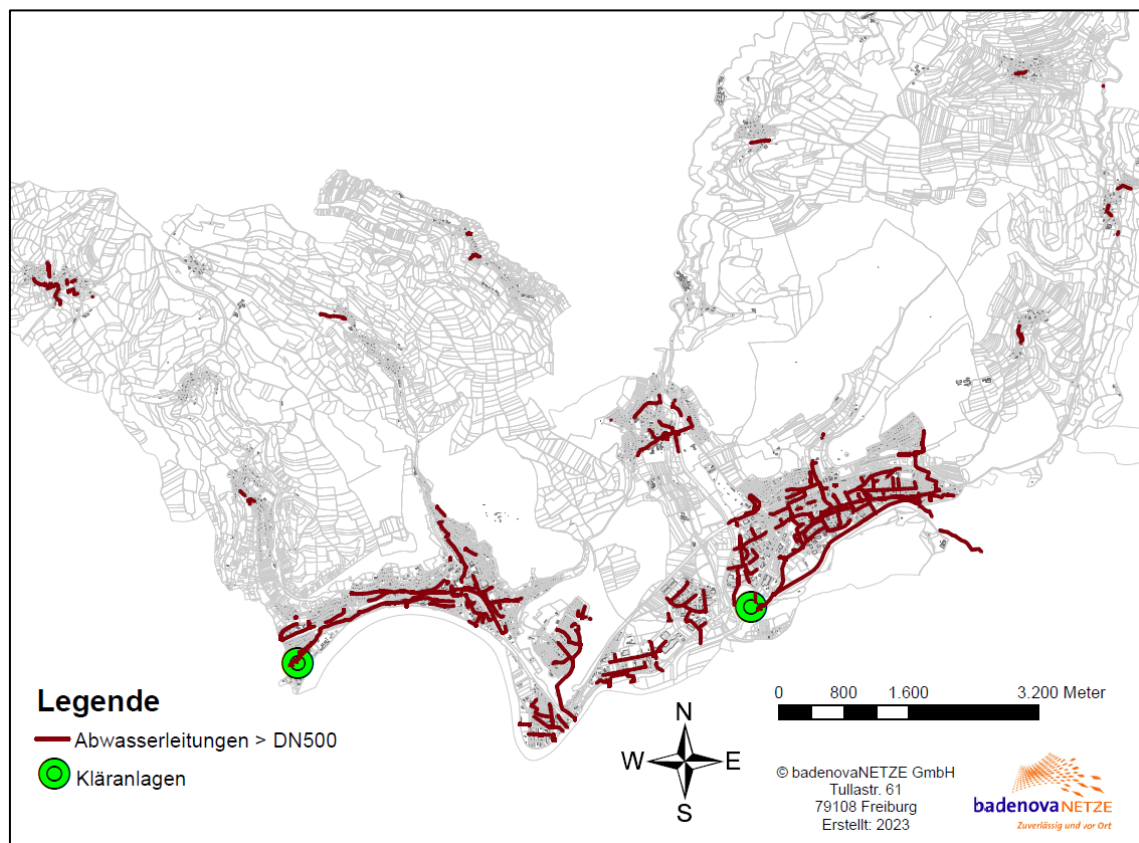 Legende
Abwasserleitungen > DN500
Kläranlagen
N
W E
S
0 800 1.600 3.200 Meter
© badenovaNETZE GmbH
Tullastr. 61
79108 Freiburg
Erstellt: 2023
badenovaNETZE
Zuverlässig und vor Ort